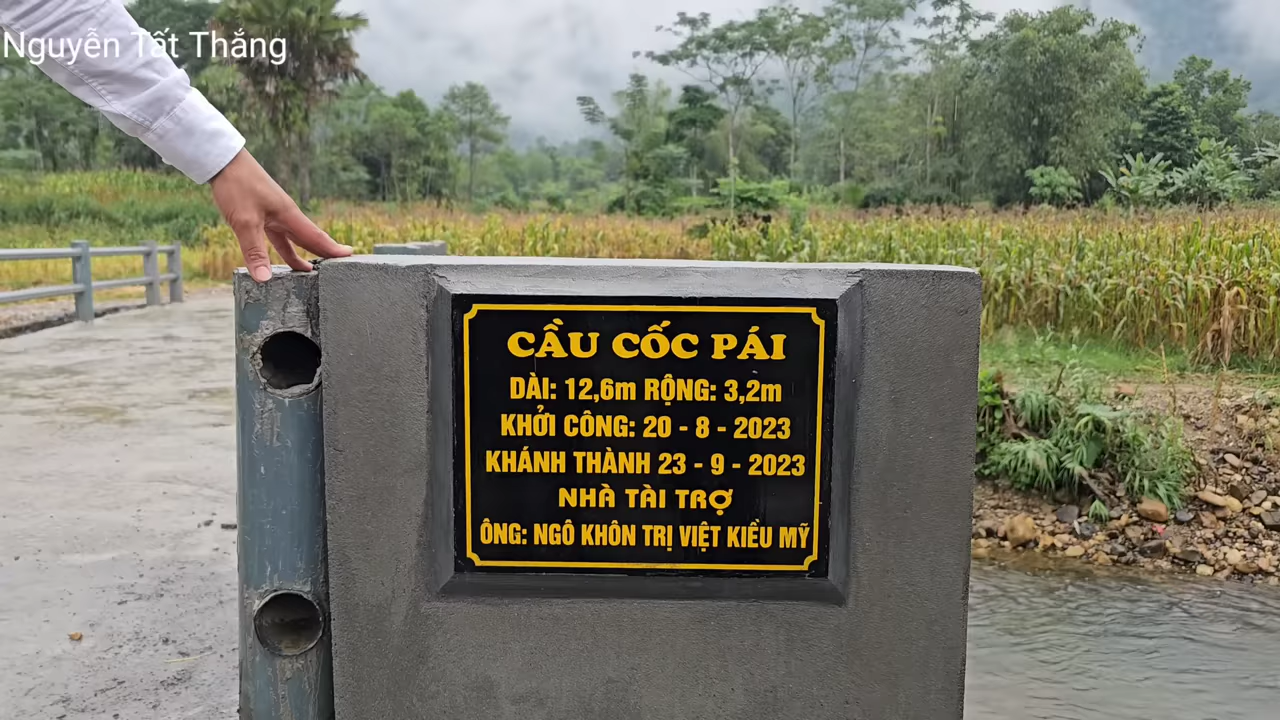 Nguyễn Tất Thắng
CẦU CỐC PÁI
DÀI: 12,6m RỘNG: 3,2m
KHỞI CÔNG: 20 - 8 - 2023
KHÁNH THÀNH 23 - 9 - 2023
NHÀ TÀI TRỢ
ÔNG: NGÔ KHÔN TRỊ VIỆT KIỀU MỸ